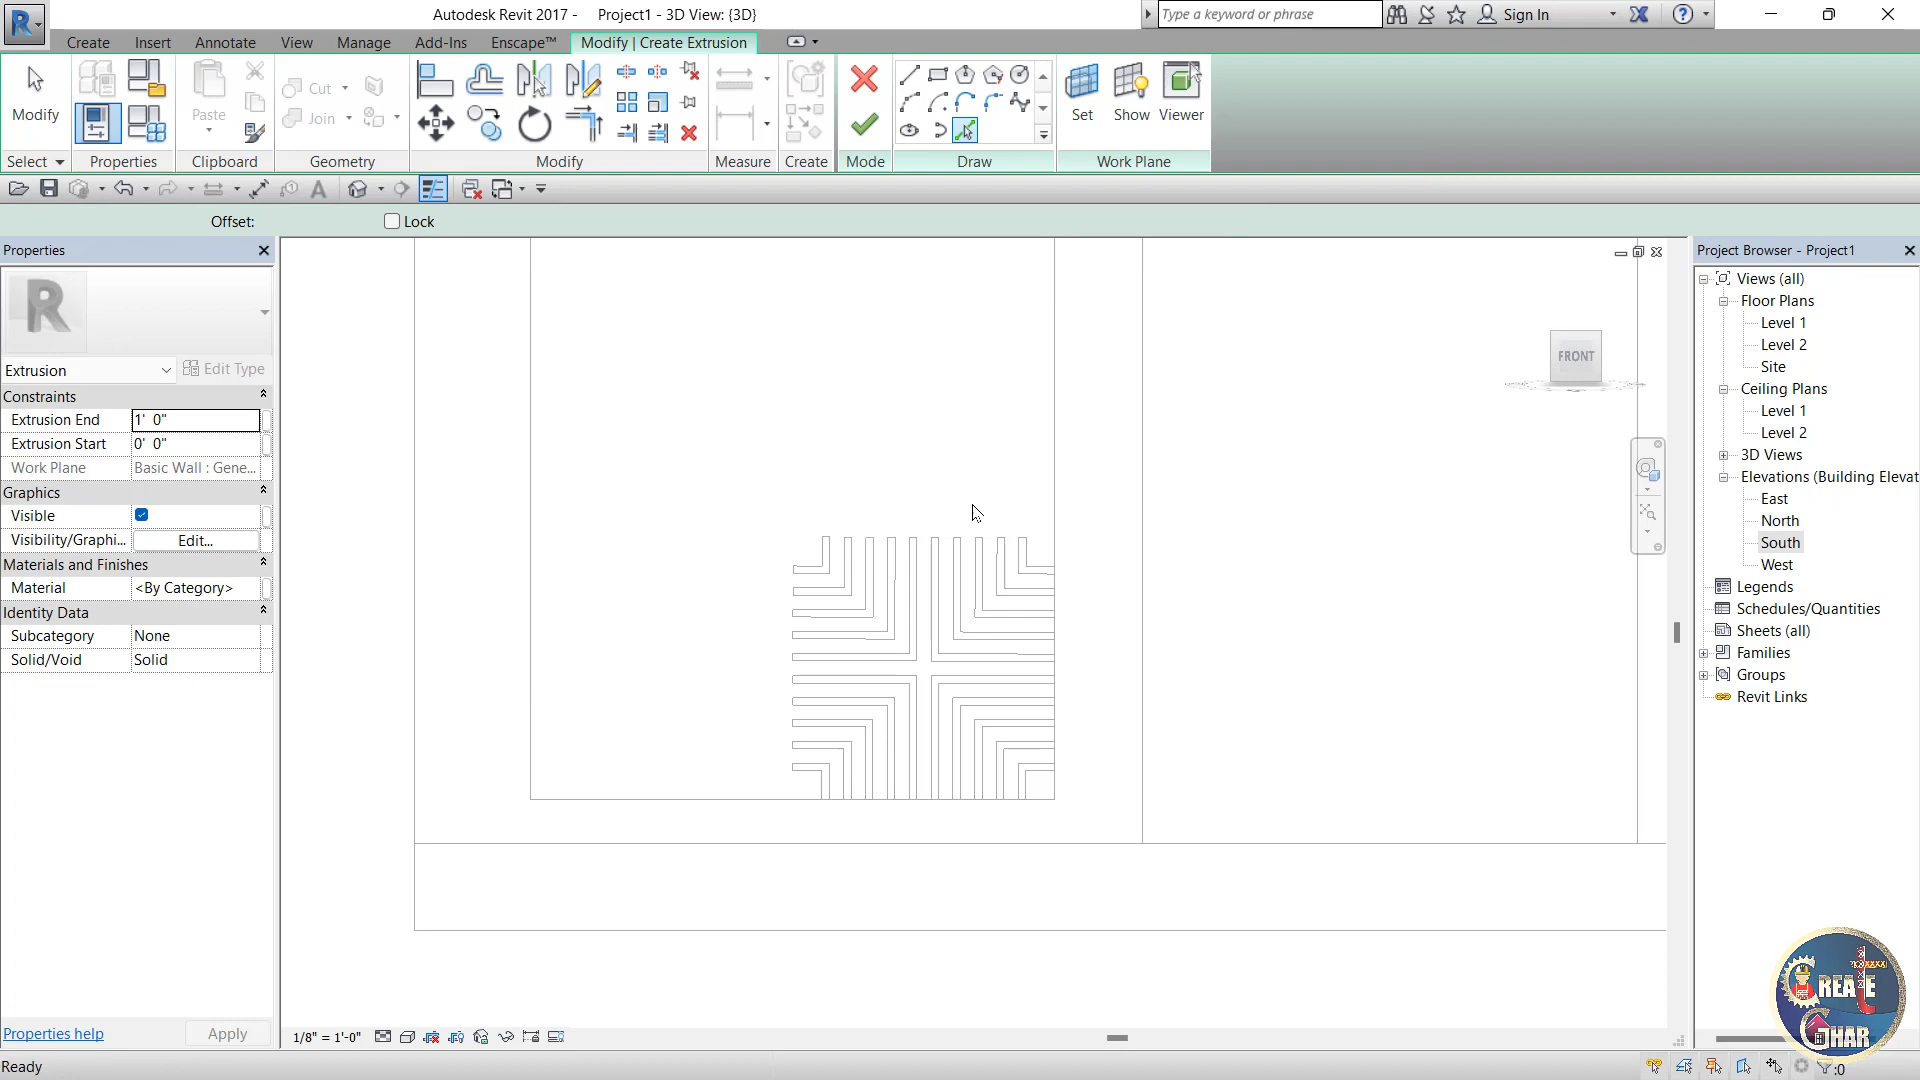 Autodesk Revit 2017 - Project1 - 3D View: {3D}
Type a keyword or phrase
Sign In
Create Insert Annotate View Manage Add-Ins Enscape™ Modify | Create Extrusion
Modify
Paste
Cut
Join
Set Show Viewer
Select Properties Clipboard Geometry Modify Measure Create Mode Draw Work Plane
Offset: Lock
Properties
Extrusion
Edit Type
Constraints
Extrusion End 1' 0"
Extrusion Start 0' 0"
Work Plane Basic Wall : Gene...
Graphics
Visible
Visibility/Graphi... Edit...
Materials and Finishes
Material <By Category>
Identity Data
Subcategory None
Solid/Void Solid
Properties help
Apply
Ready
FRONT
1/8" = 1'-0"
Project Browser - Project1
Views (all)
Floor Plans
Level 1
Level 2
Site
Ceiling Plans
Level 1
Level 2
3D Views
Elevations (Building Elevat
East
North
South
West
Legends
Schedules/Quantities
Sheets (all)
Families
Groups
Revit Links
CREATE
GHAR
:0